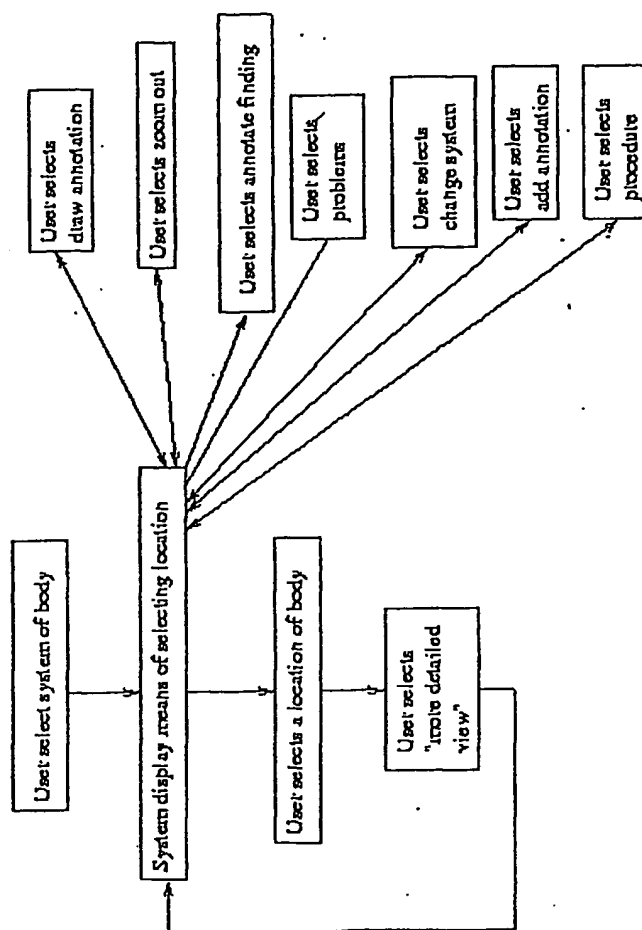 User select system of body
System display means of selecting location
User selects a location of body
User selects
"more detailed
view"
User selects
draw annotation
User selects zoom out
User selects annotate finding
User selects
problems
User selects
change system
User selects
add annotation
User selects
procedure